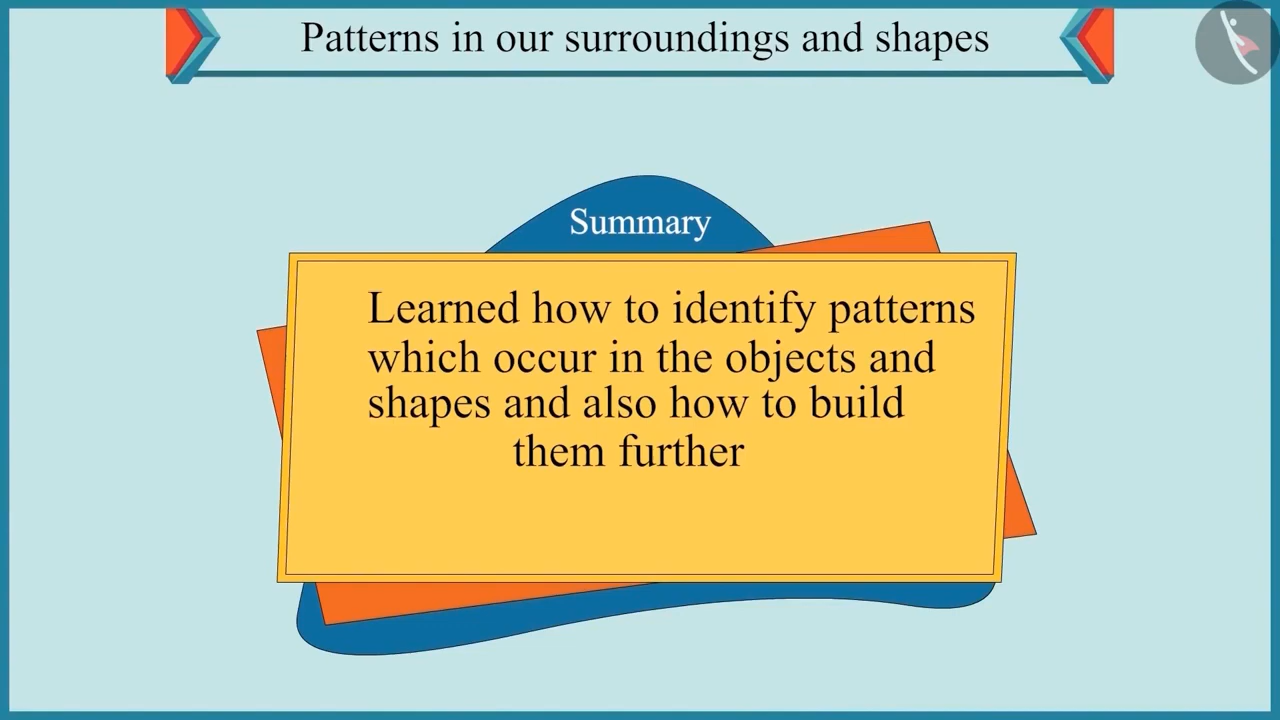 Patterns in our surroundings and shapes
Summary
Learned how to identify patterns
which occur in the objects and
shapes and also how to build
them further